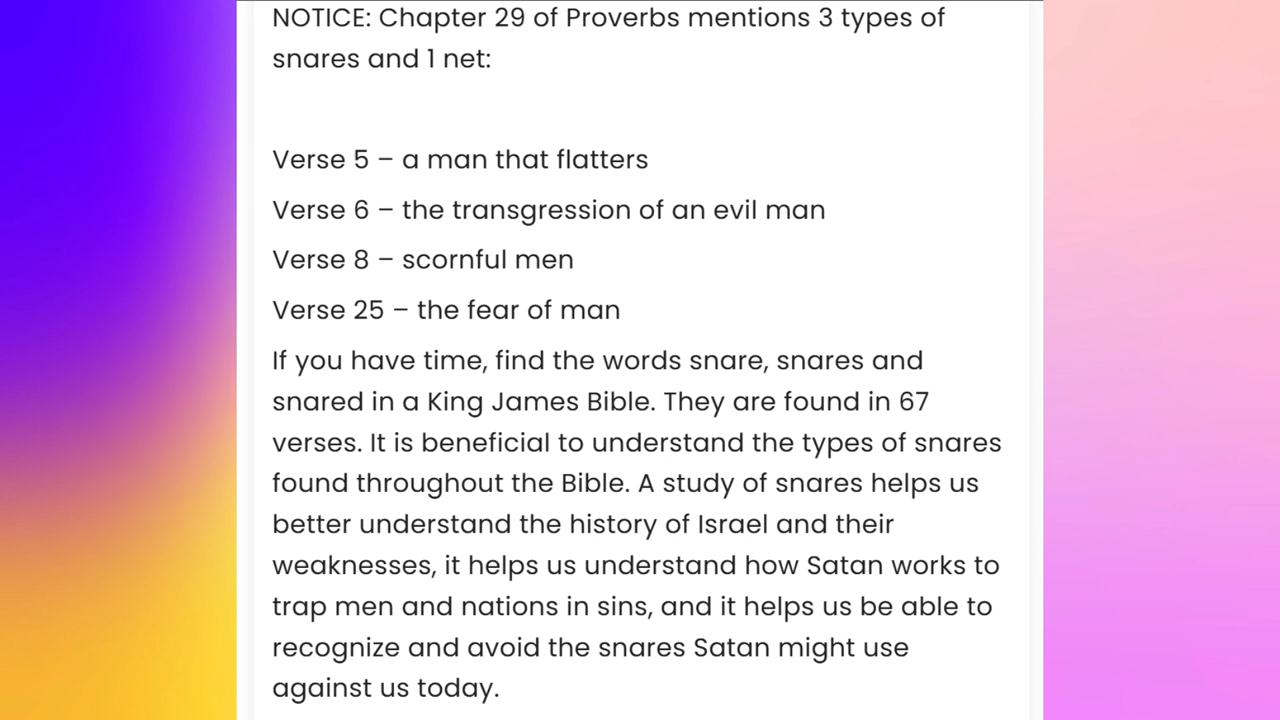 NOTICE: Chapter 29 of Proverbs mentions 3 types of
snares and 1 net:
Verse 5 – a man that flatters
Verse 6 – the transgression of an evil man
Verse 8 – scornful men
Verse 25 – the fear of man
If you have time, find the words snare, snares and
snared in a King James Bible. They are found in 67
verses. It is beneficial to understand the types of snares
found throughout the Bible. A study of snares helps us
better understand the history of Israel and their
weaknesses, it helps us understand how Satan works to
trap men and nations in sins, and it helps us be able to
recognize and avoid the snares Satan might use
against us today.